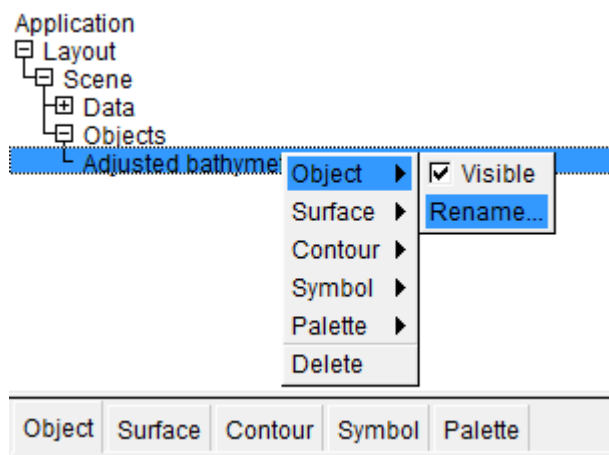 Application
Layout
Scene
Data
Objects
Adjusted
Object
Visible
Surface
Rename...
Contour
Symbol
Palette
Delete
Object Surface Contour Symbol Palette